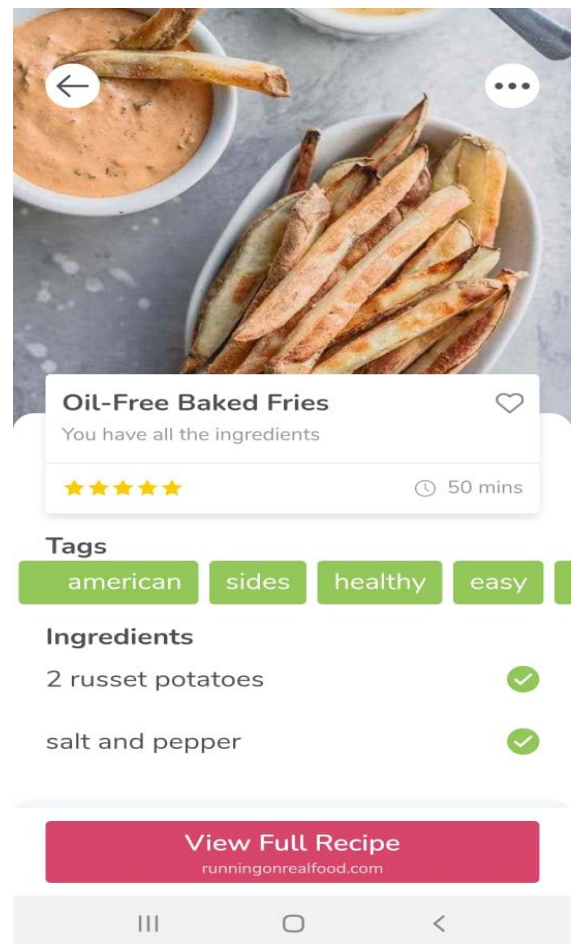 Oil-Free Baked Fries
You have all the ingredients
50 mins
Tags
american sides healthy easy
Ingredients
2 russet potatoes
salt and pepper
View Full Recipe
runningonrealfood.com